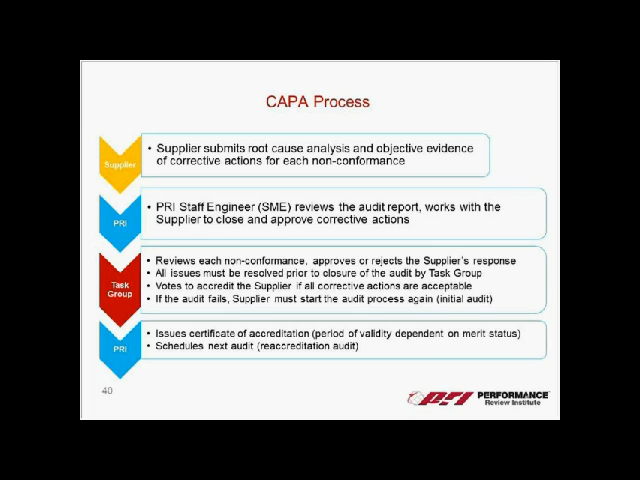 CAPA Process
Supplier
• Supplier submits root cause analysis and objective evidence
of corrective actions for each non-conformance
PRI
• PRI Staff Engineer (SME) reviews the audit report, works with the
Supplier to close and approve corrective actions
Task
Group
• Reviews each non-conformance, approves or rejects the Supplier's response
• All issues must be resolved prior to closure of the audit by Task Group
• Votes to accredit the Supplier if all corrective actions are acceptable
• If the audit fails, Supplier must start the audit process again (initial audit)
PRI
• Issues certificate of accreditation (period of validity dependent on merit status)
• Schedules next audit (reaccreditation audit)
40
PRI PERFORMANCE
Review Institute